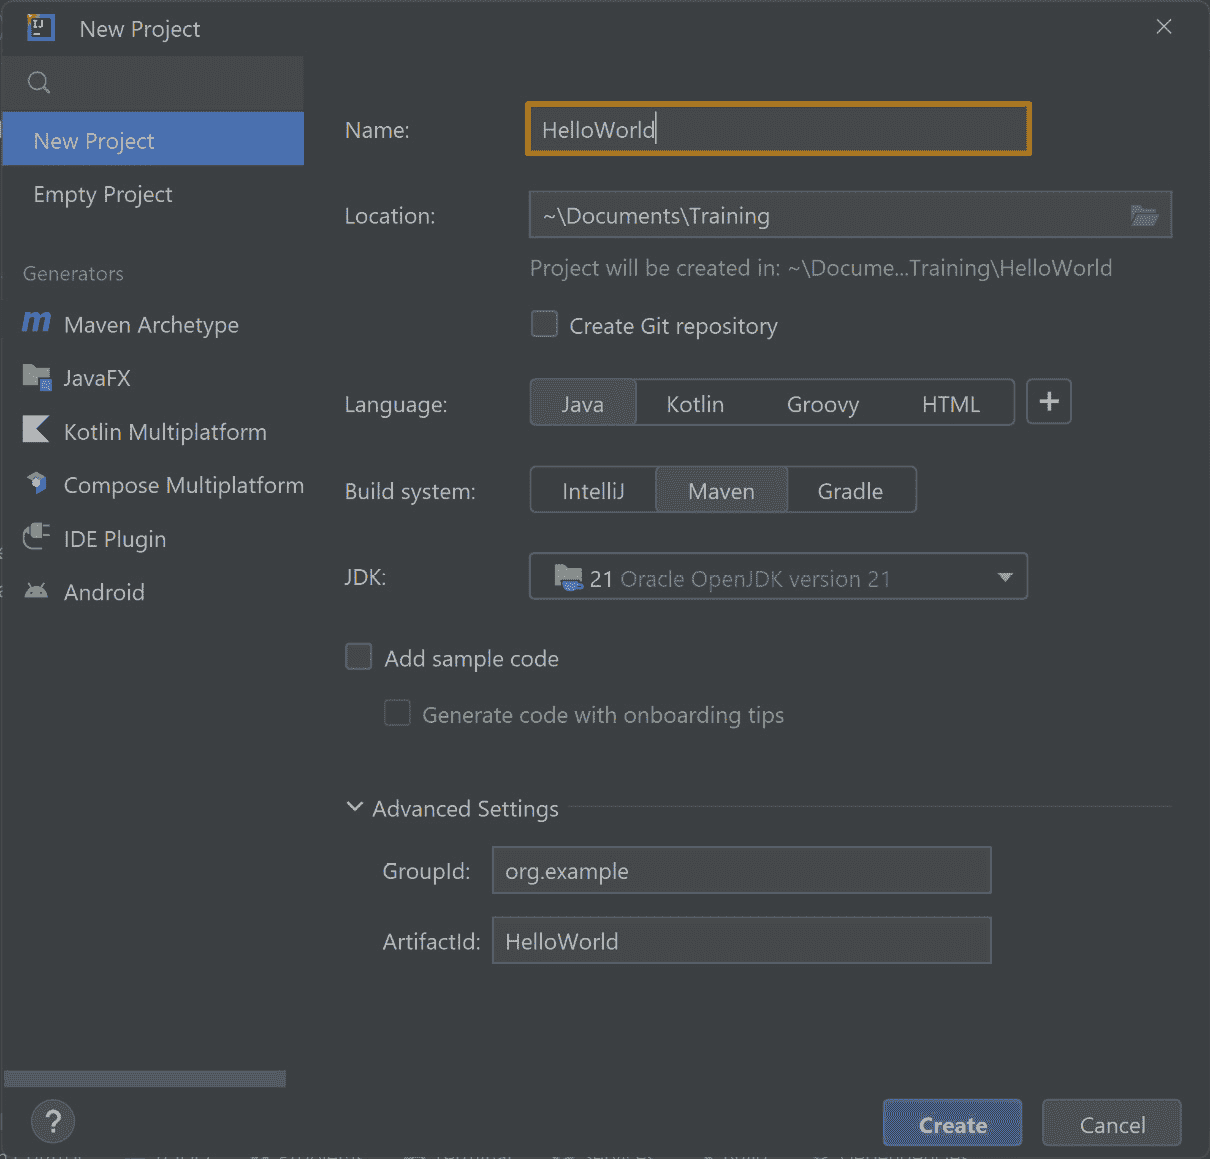 New Project
New Project
Empty Project
Generators
Maven Archetype
JavaFX
Kotlin Multiplatform
Compose Multiplatform
IDE Plugin
Android
Name: HelloWorld
Location: ~\Documents\Training
Project will be created in: ~\Docume...Training\HelloWorld
Create Git repository
Language: Java Kotlin Groovy HTML +
Build system: IntelliJ Maven Gradle
JDK: 21 Oracle OpenJDK version 21
Add sample code
Generate code with onboarding tips
Advanced Settings
GroupId: org.example
ArtifactId: HelloWorld
? Create Cancel